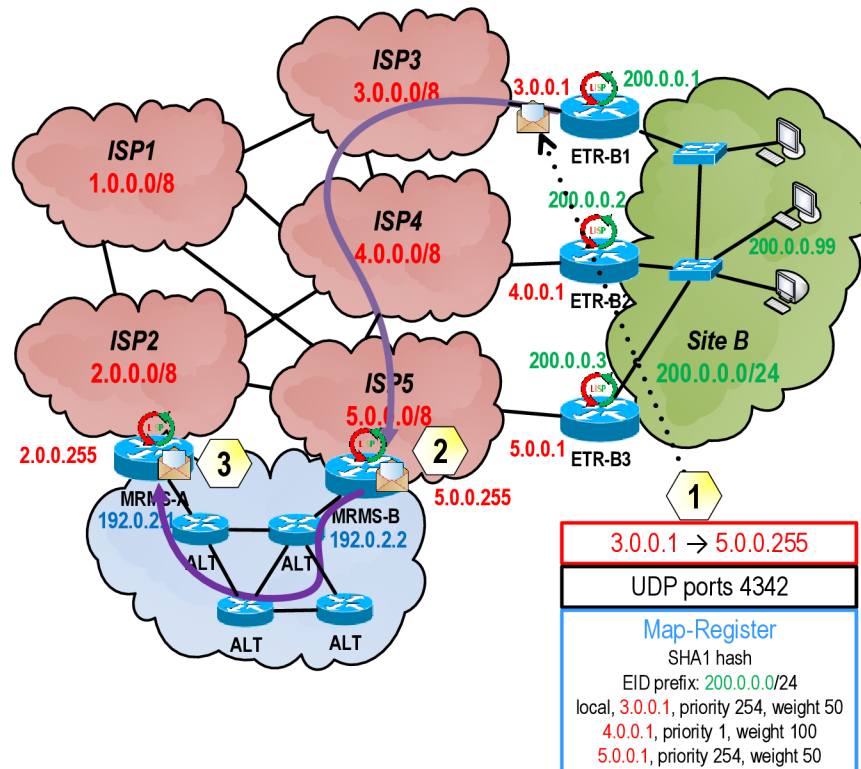 ISP3
3.0.0.0/8
3.0.0.1
200.0.0.1
LISP
ETR-B1
ISP1
1.0.0.0/8
ISP4
4.0.0.0/8
200.0.0.2
LISP
4.0.0.1
ETR-B2
200.0.0.99
ISP2
2.0.0.0/8
ISP5
5.0.0.0/8
200.0.0.3
LISP
5.0.0.1
ETR-B3
Site B
200.0.0.0/24
LISP
2.0.0.255
MRMS-A
192.0.2.1
3
LISP
2
5.0.0.255
MRMS-B
192.0.2.2
ALT
ALT
ALT
ALT
1
3.0.0.1 → 5.0.0.255
UDP ports 4342
Map-Register
SHA1 hash
EID prefix: 200.0.0.0/24
local, 3.0.0.1, priority 254, weight 50
4.0.0.1, priority 1, weight 100
5.0.0.1, priority 254, weight 50